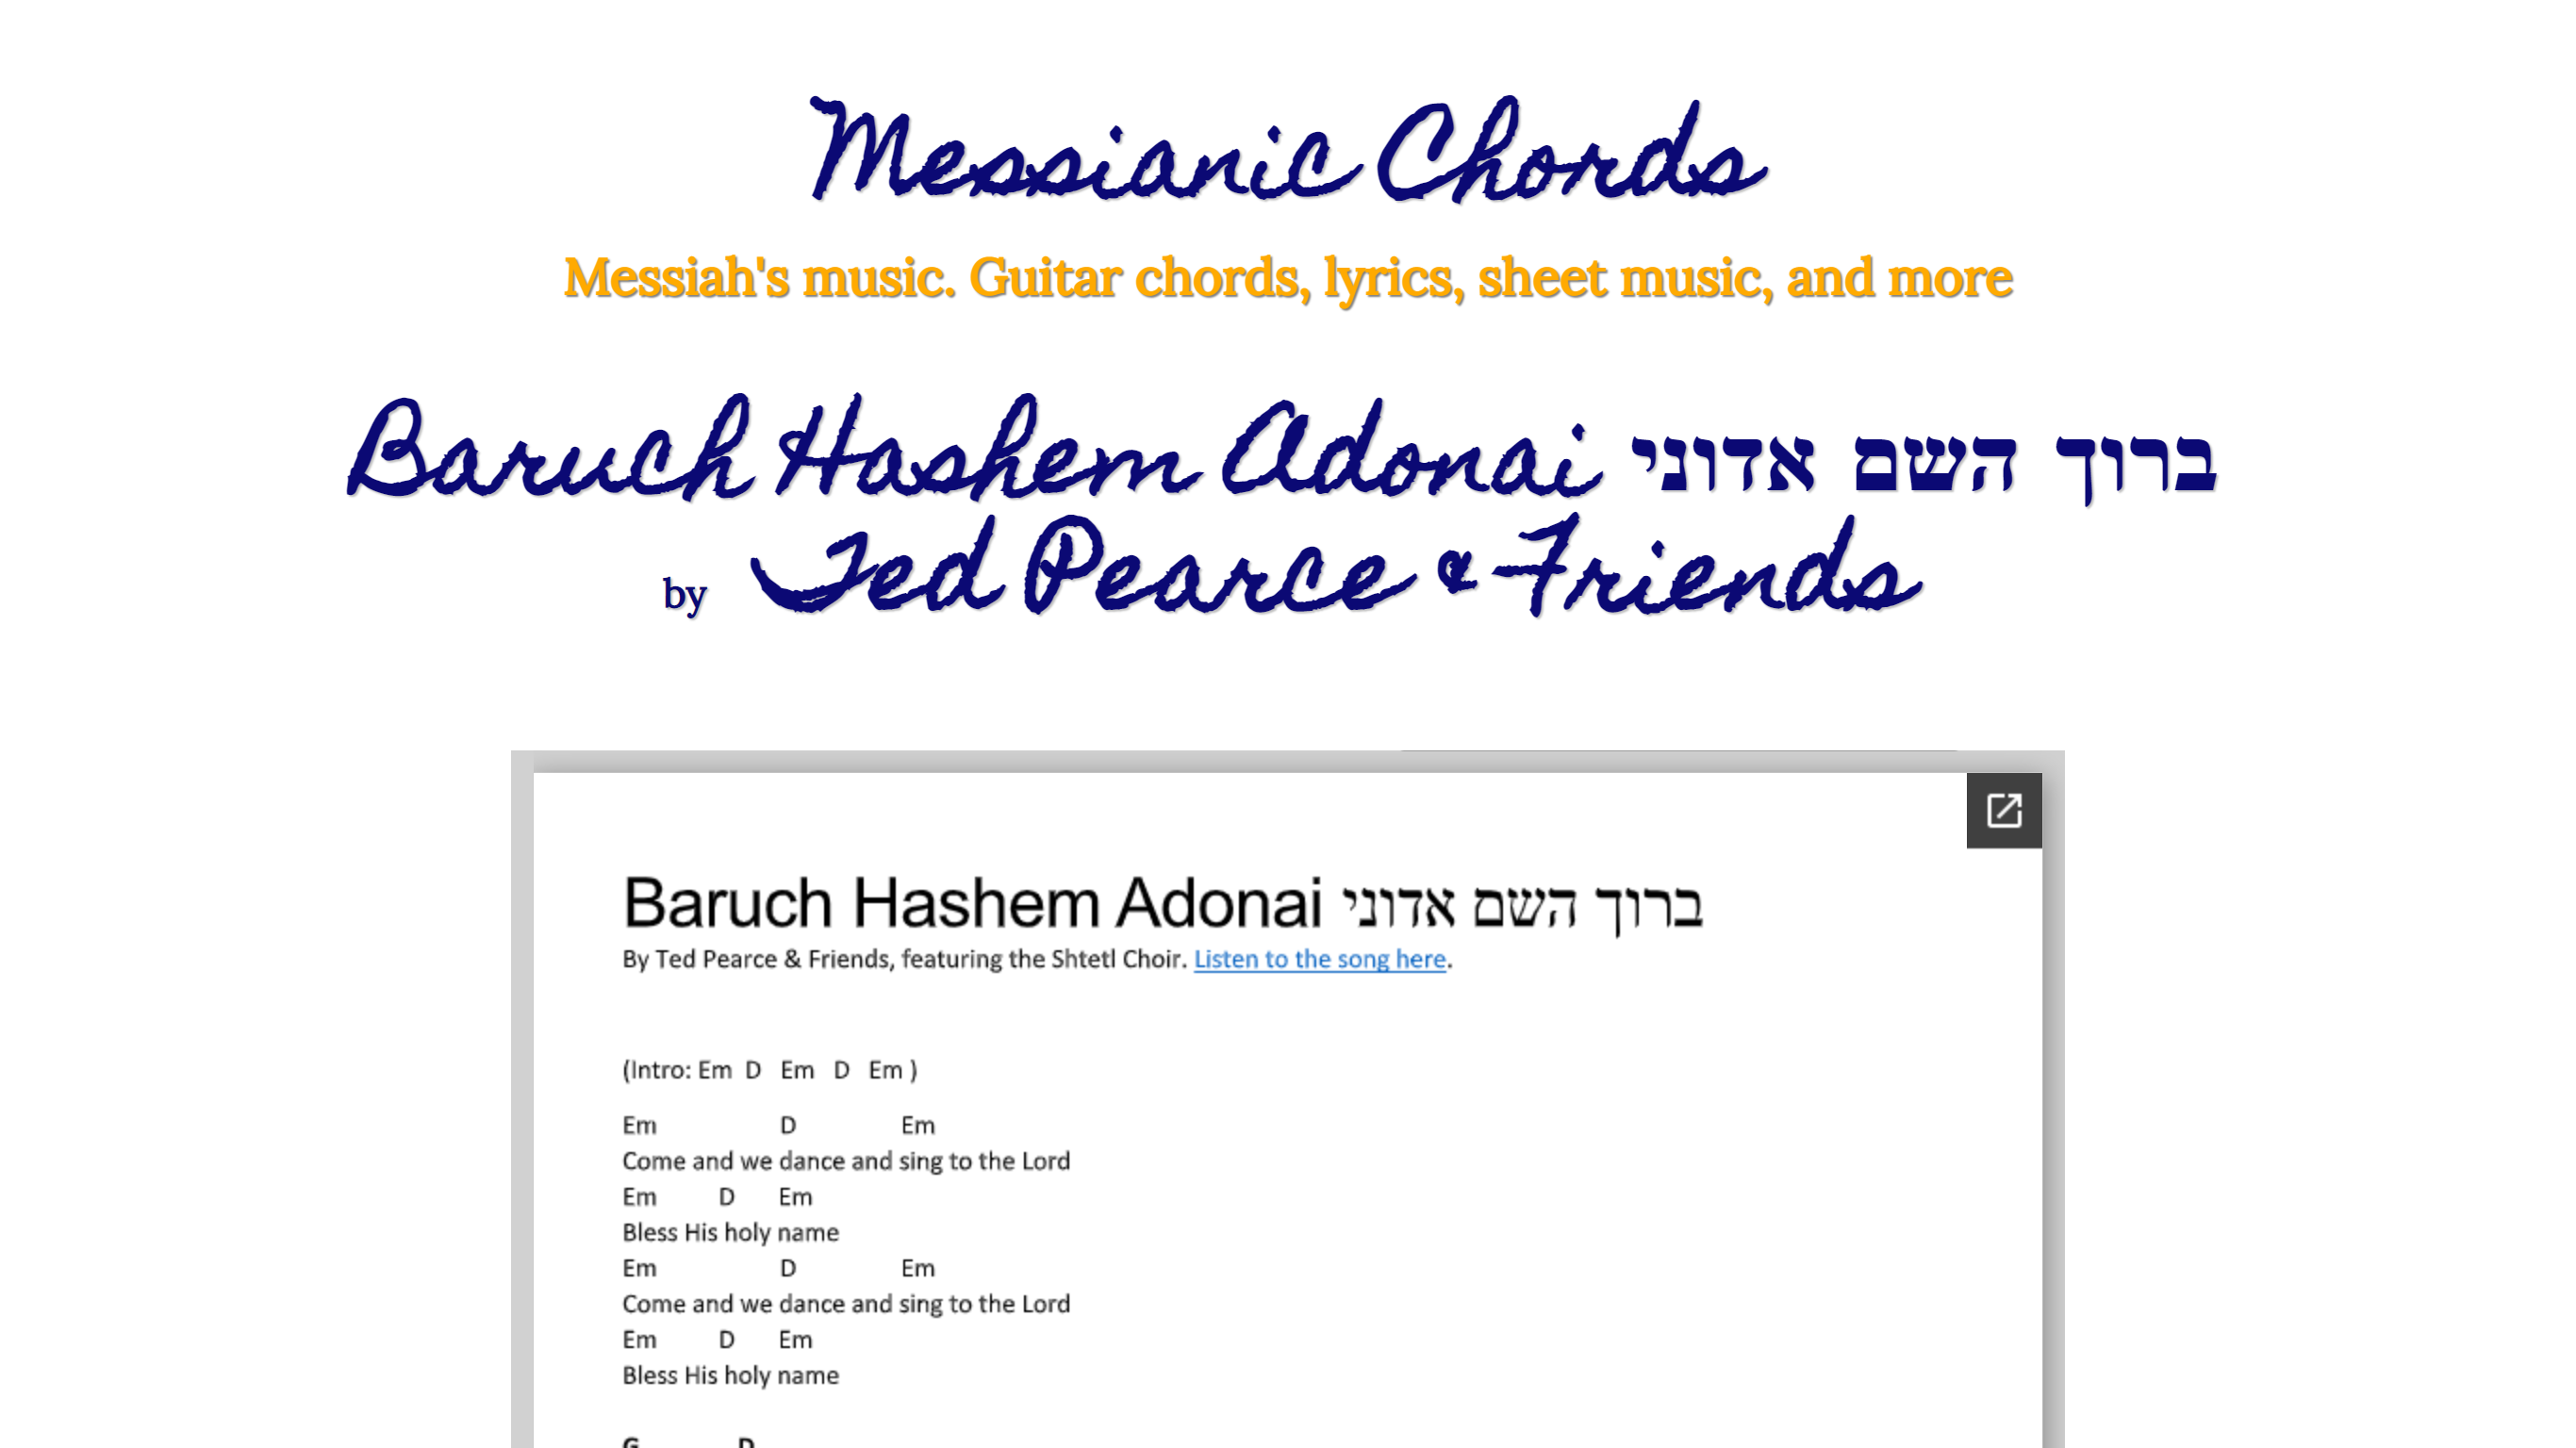 Messianic Chords
Messiah's music. Guitar chords, lyrics, sheet music, and more
Baruch Hashem Adonai ברוך השם אדוני
by Ted Pearce & Friends
Baruch Hashem Adonai ברוך השם אדוני
By Ted Pearce & Friends, featuring the Shtetl Choir. Listen to the song here.
(Intro: Em D Em D Em )
Em D Em
Come and we dance and sing to the Lord
Em D Em
Bless His holy name
Em D Em
Come and we dance and sing to the Lord
Em D Em
Bless His holy name
G D